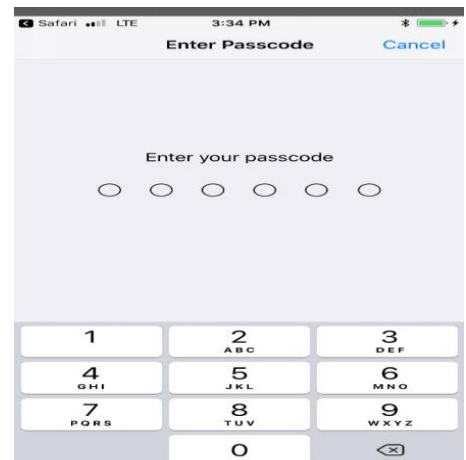 Safari LTE 3:34 PM
Enter Passcode Cancel
Enter your passcode
1 2 3
ABC DEF
4 5 6
GHI JKL MNO
7 8 9
PQRS TUV WXYZ
0